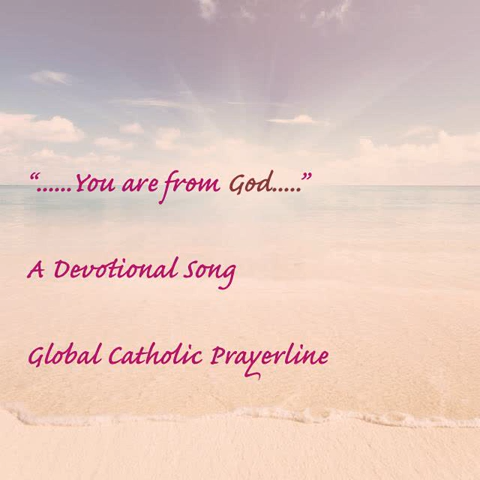 “......You are from God.....”
A Devotional Song
Global Catholic Prayerline